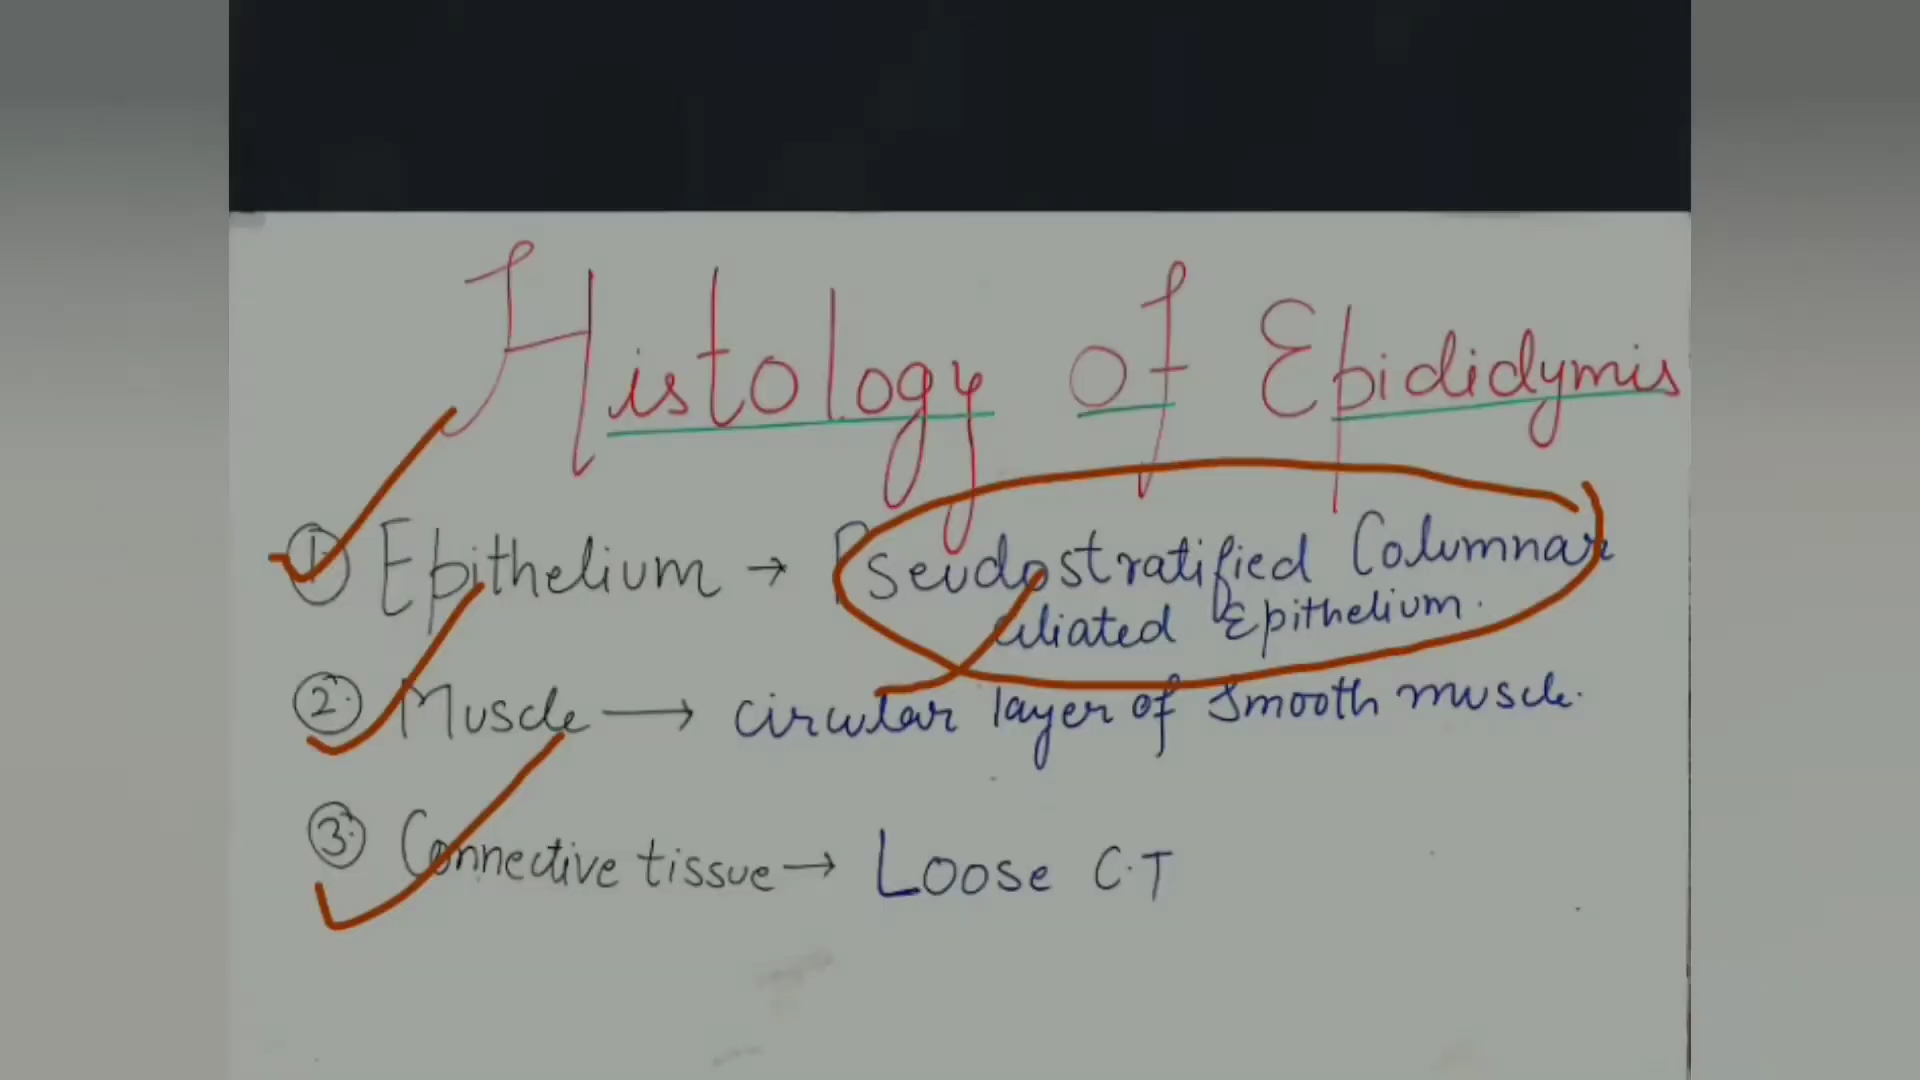 Histology of Epididymis
① Epithelium → Pseudostratified Columnar
ciliated Epithelium.
②. Muscle → circular layer of smooth muscle.
③. Connective tissue → Loose C.T